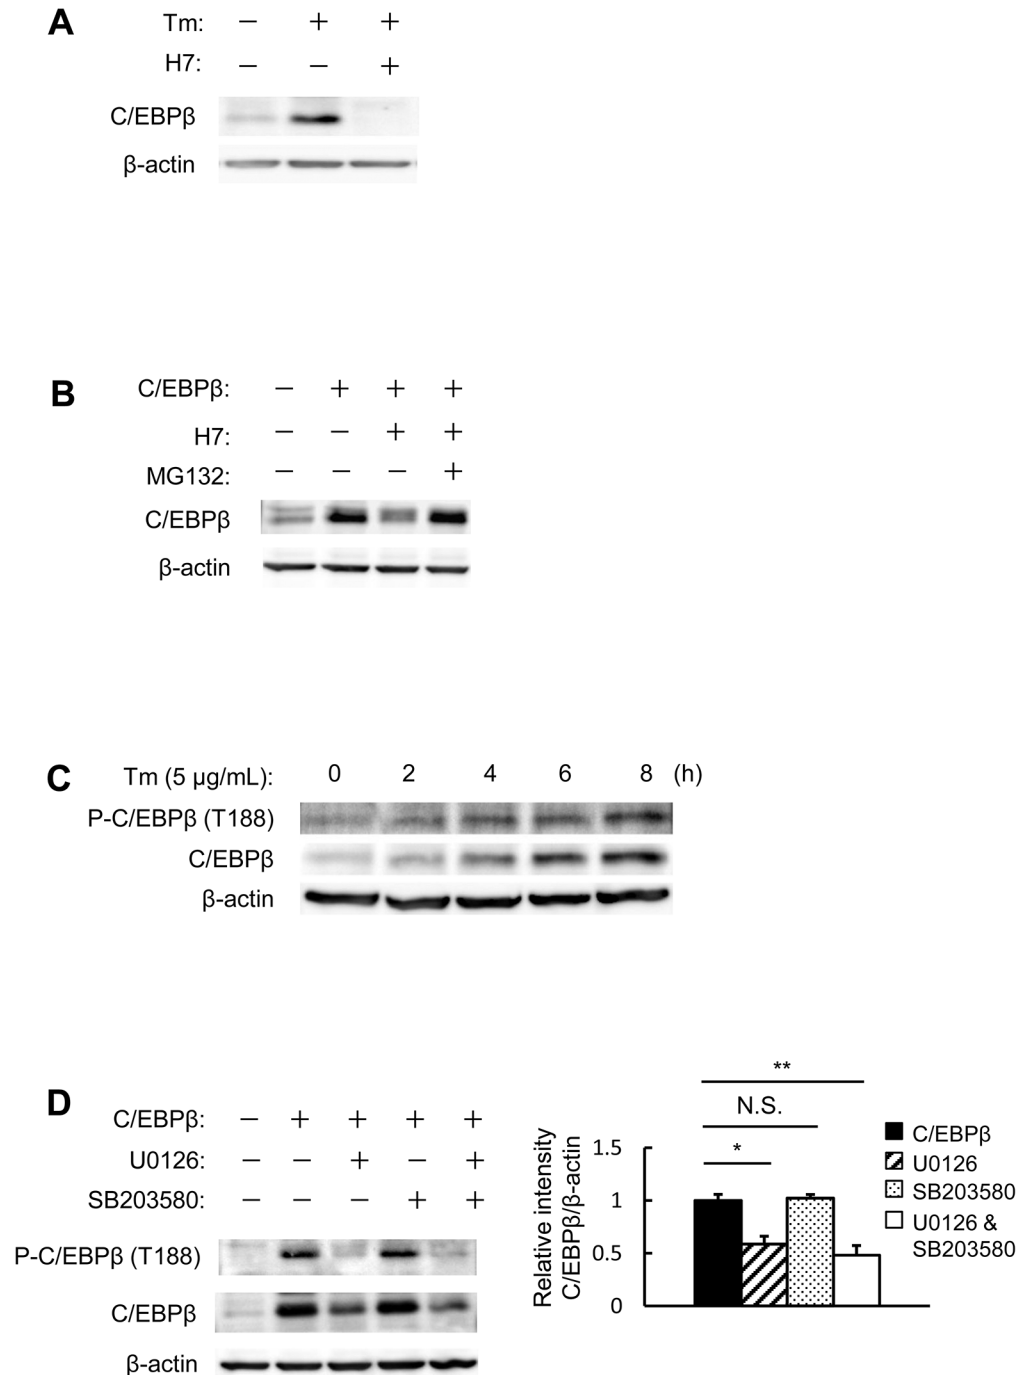 A
Tm: − + +
H7: − − +
C/EBPβ
β-actin
B
C/EBPβ: − + + +
H7: − − + +
MG132: − − − +
C/EBPβ
β-actin
C
Tm (5 µg/mL): 0 2 4 6 8 (h)
P-C/EBPβ (T188)
C/EBPβ
β-actin
D
C/EBPβ: − + + + +
U0126: − − + − +
SB203580: − − − + +
P-C/EBPβ (T188)
C/EBPβ
β-actin
**
N.S.
*
Relative intensity
C/EBPβ/β-actin
1.5
1
0.5
0
C/EBPβ
U0126
SB203580
U0126 &
SB203580